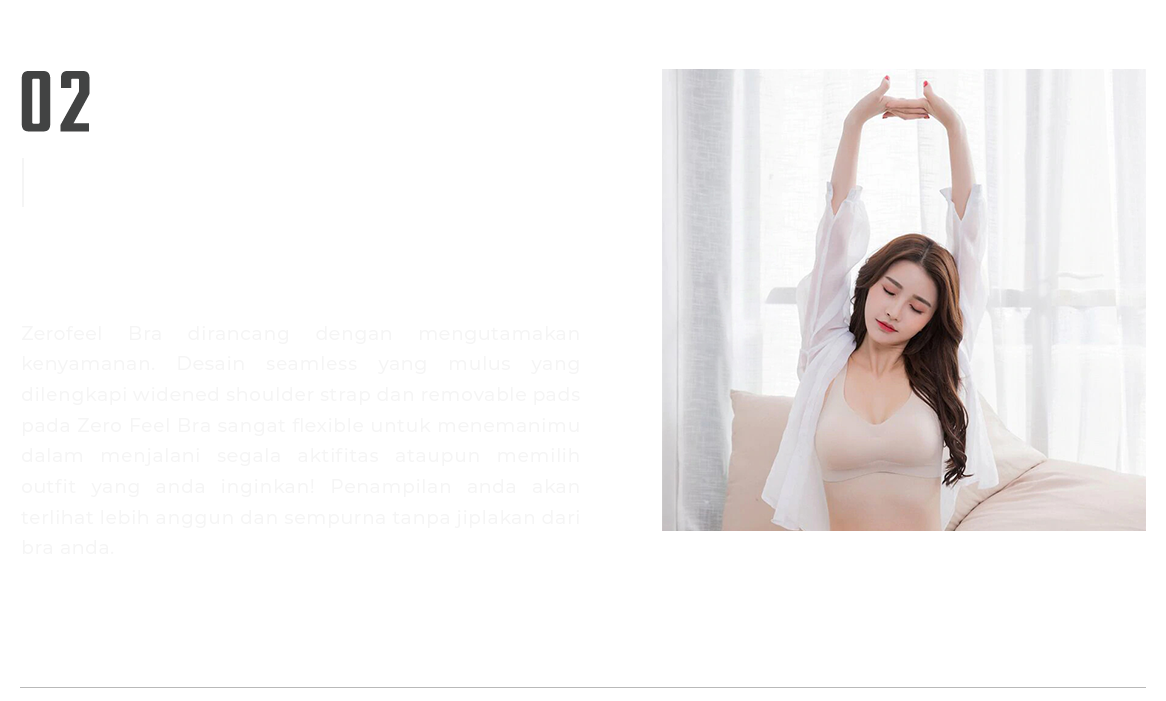 02
Zerofeel Bra dirancang dengan mengutamakan
kenyamanan. Desain seamless yang mulus yang
dilengkapi widened shoulder strap dan removable pads
pada Zero Feel Bra sangat flexible untuk menemanimu
dalam menjalani segala aktifitas ataupun memilih
outfit yang anda inginkan! Penampilan anda akan
terlihat lebih anggun dan sempurna tanpa jiplakan dari
bra anda.